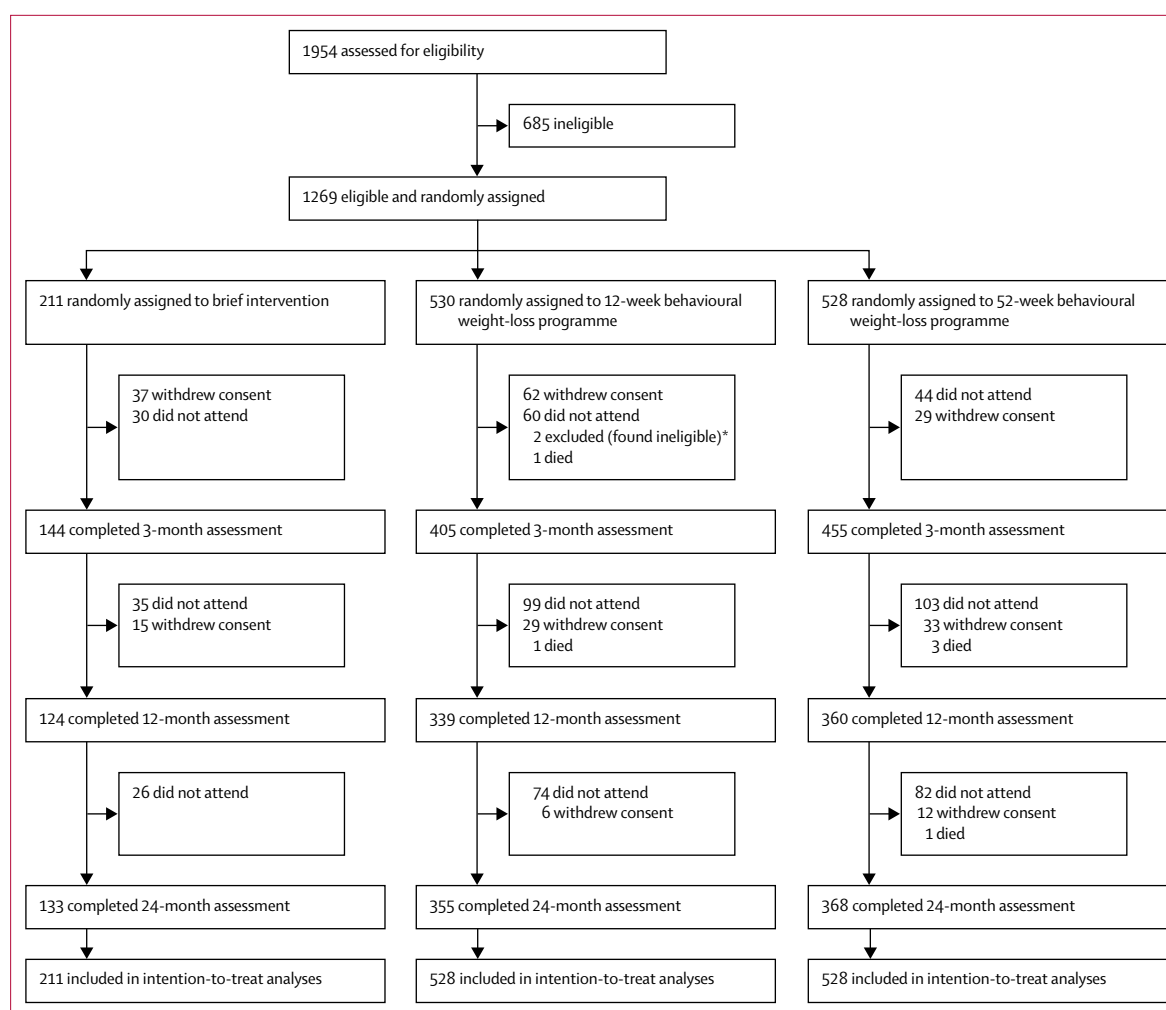 1954 assessed for eligibility
685 ineligible
1269 eligible and randomly assigned
211 randomly assigned to brief intervention
530 randomly assigned to 12-week behavioural
weight-loss programme
528 randomly assigned to 52-week behavioural
weight-loss programme
37 withdrew consent
30 did not attend
62 withdrew consent
60 did not attend
2 excluded (found ineligible)*
1 died
44 did not attend
29 withdrew consent
144 completed 3-month assessment
405 completed 3-month assessment
455 completed 3-month assessment
35 did not attend
15 withdrew consent
99 did not attend
29 withdrew consent
1 died
103 did not attend
33 withdrew consent
3 died
124 completed 12-month assessment
339 completed 12-month assessment
360 completed 12-month assessment
26 did not attend
74 did not attend
6 withdrew consent
82 did not attend
12 withdrew consent
1 died
133 completed 24-month assessment
355 completed 24-month assessment
368 completed 24-month assessment
211 included in intention-to-treat analyses
528 included in intention-to-treat analyses
528 included in intention-to-treat analyses